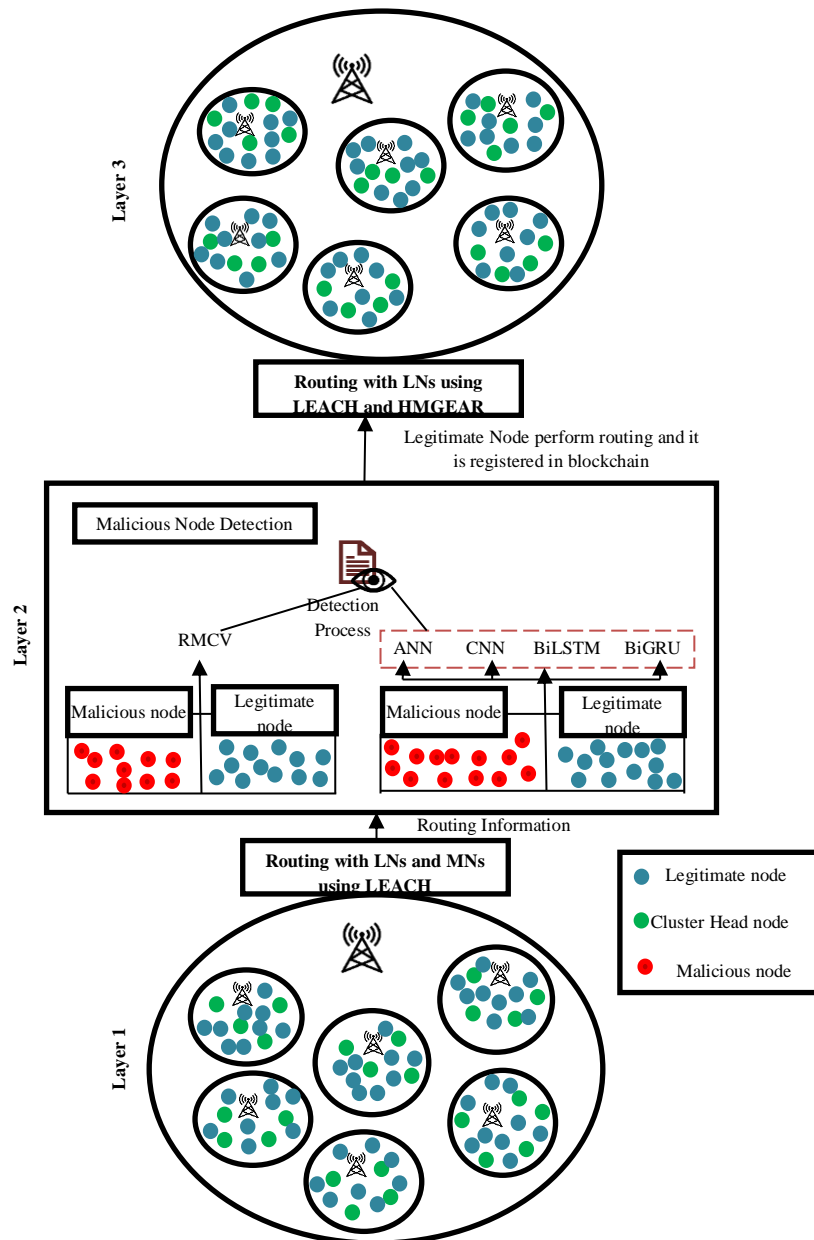 Layer 3
Routing with LNs using
LEACH and HMGEAR
Legitimate Node perform routing and it
is registered in blockchain
Layer 2
Malicious Node Detection
Detection
Process
RMCV
ANN
CNN
BiLSTM
BiGRU
Malicious node
Legitimate
node
Malicious node
Legitimate
node
Routing Information
Routing with LNs and MNs
using LEACH
Legitimate node
Cluster Head node
Malicious node
Layer 1